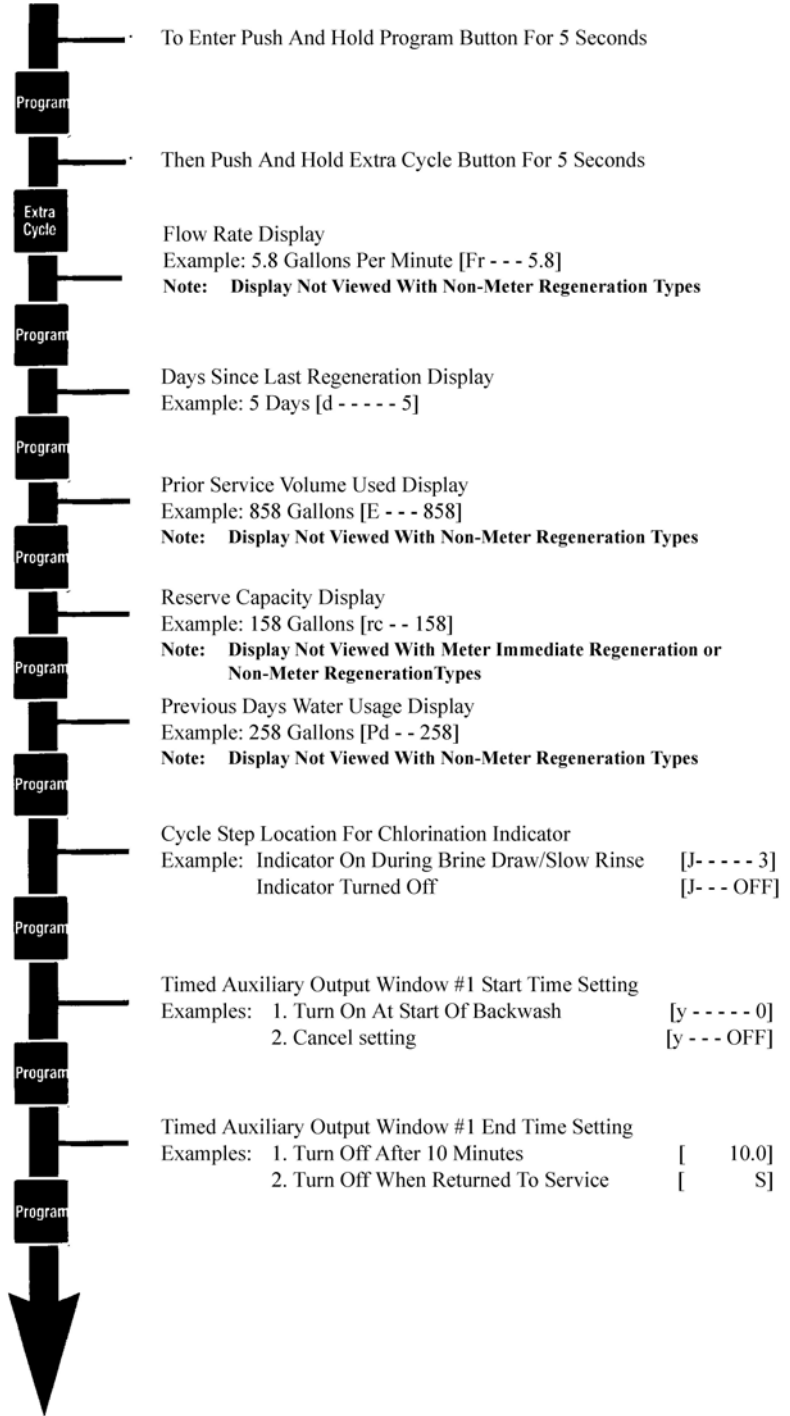 To Enter Push And Hold Program Button For 5 Seconds
Program
Then Push And Hold Extra Cycle Button For 5 Seconds
Extra
Cycle
Flow Rate Display
Example: 5.8 Gallons Per Minute [Fr - - - 5.8]
Note: Display Not Viewed With Non-Meter Regeneration Types
Program
Days Since Last Regeneration Display
Example: 5 Days [d - - - - - 5]
Program
Prior Service Volume Used Display
Example: 858 Gallons [E - - - 858]
Note: Display Not Viewed With Non-Meter Regeneration Types
Program
Reserve Capacity Display
Example: 158 Gallons [rc - - 158]
Note: Display Not Viewed With Meter Immediate Regeneration or
Non-Meter RegenerationTypes
Program
Previous Days Water Usage Display
Example: 258 Gallons [Pd - - 258]
Note: Display Not Viewed With Non-Meter Regeneration Types
Program
Cycle Step Location For Chlorination Indicator
Example: Indicator On During Brine Draw/Slow Rinse [J- - - - - 3]
Indicator Turned Off [J- - - OFF]
Program
Timed Auxiliary Output Window #1 Start Time Setting
Examples: 1. Turn On At Start Of Backwash [y - - - - - 0]
2. Cancel setting [y - - - OFF]
Program
Timed Auxiliary Output Window #1 End Time Setting
Examples: 1. Turn Off After 10 Minutes [ 10.0]
2. Turn Off When Returned To Service [ S]
Program